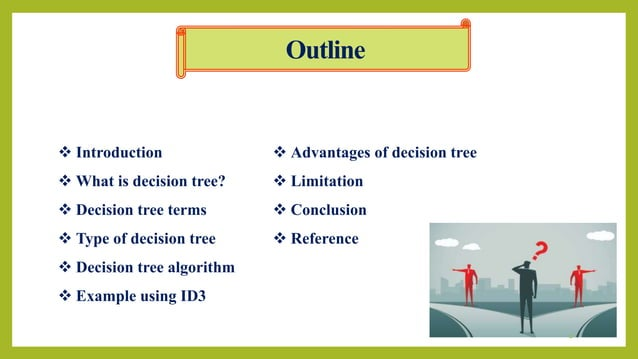 Outline
❖ Introduction
❖ What is decision tree?
❖ Decision tree terms
❖ Type of decision tree
❖ Decision tree algorithm
❖ Example using ID3
❖ Advantages of decision tree
❖ Limitation
❖ Conclusion
❖ Reference
?